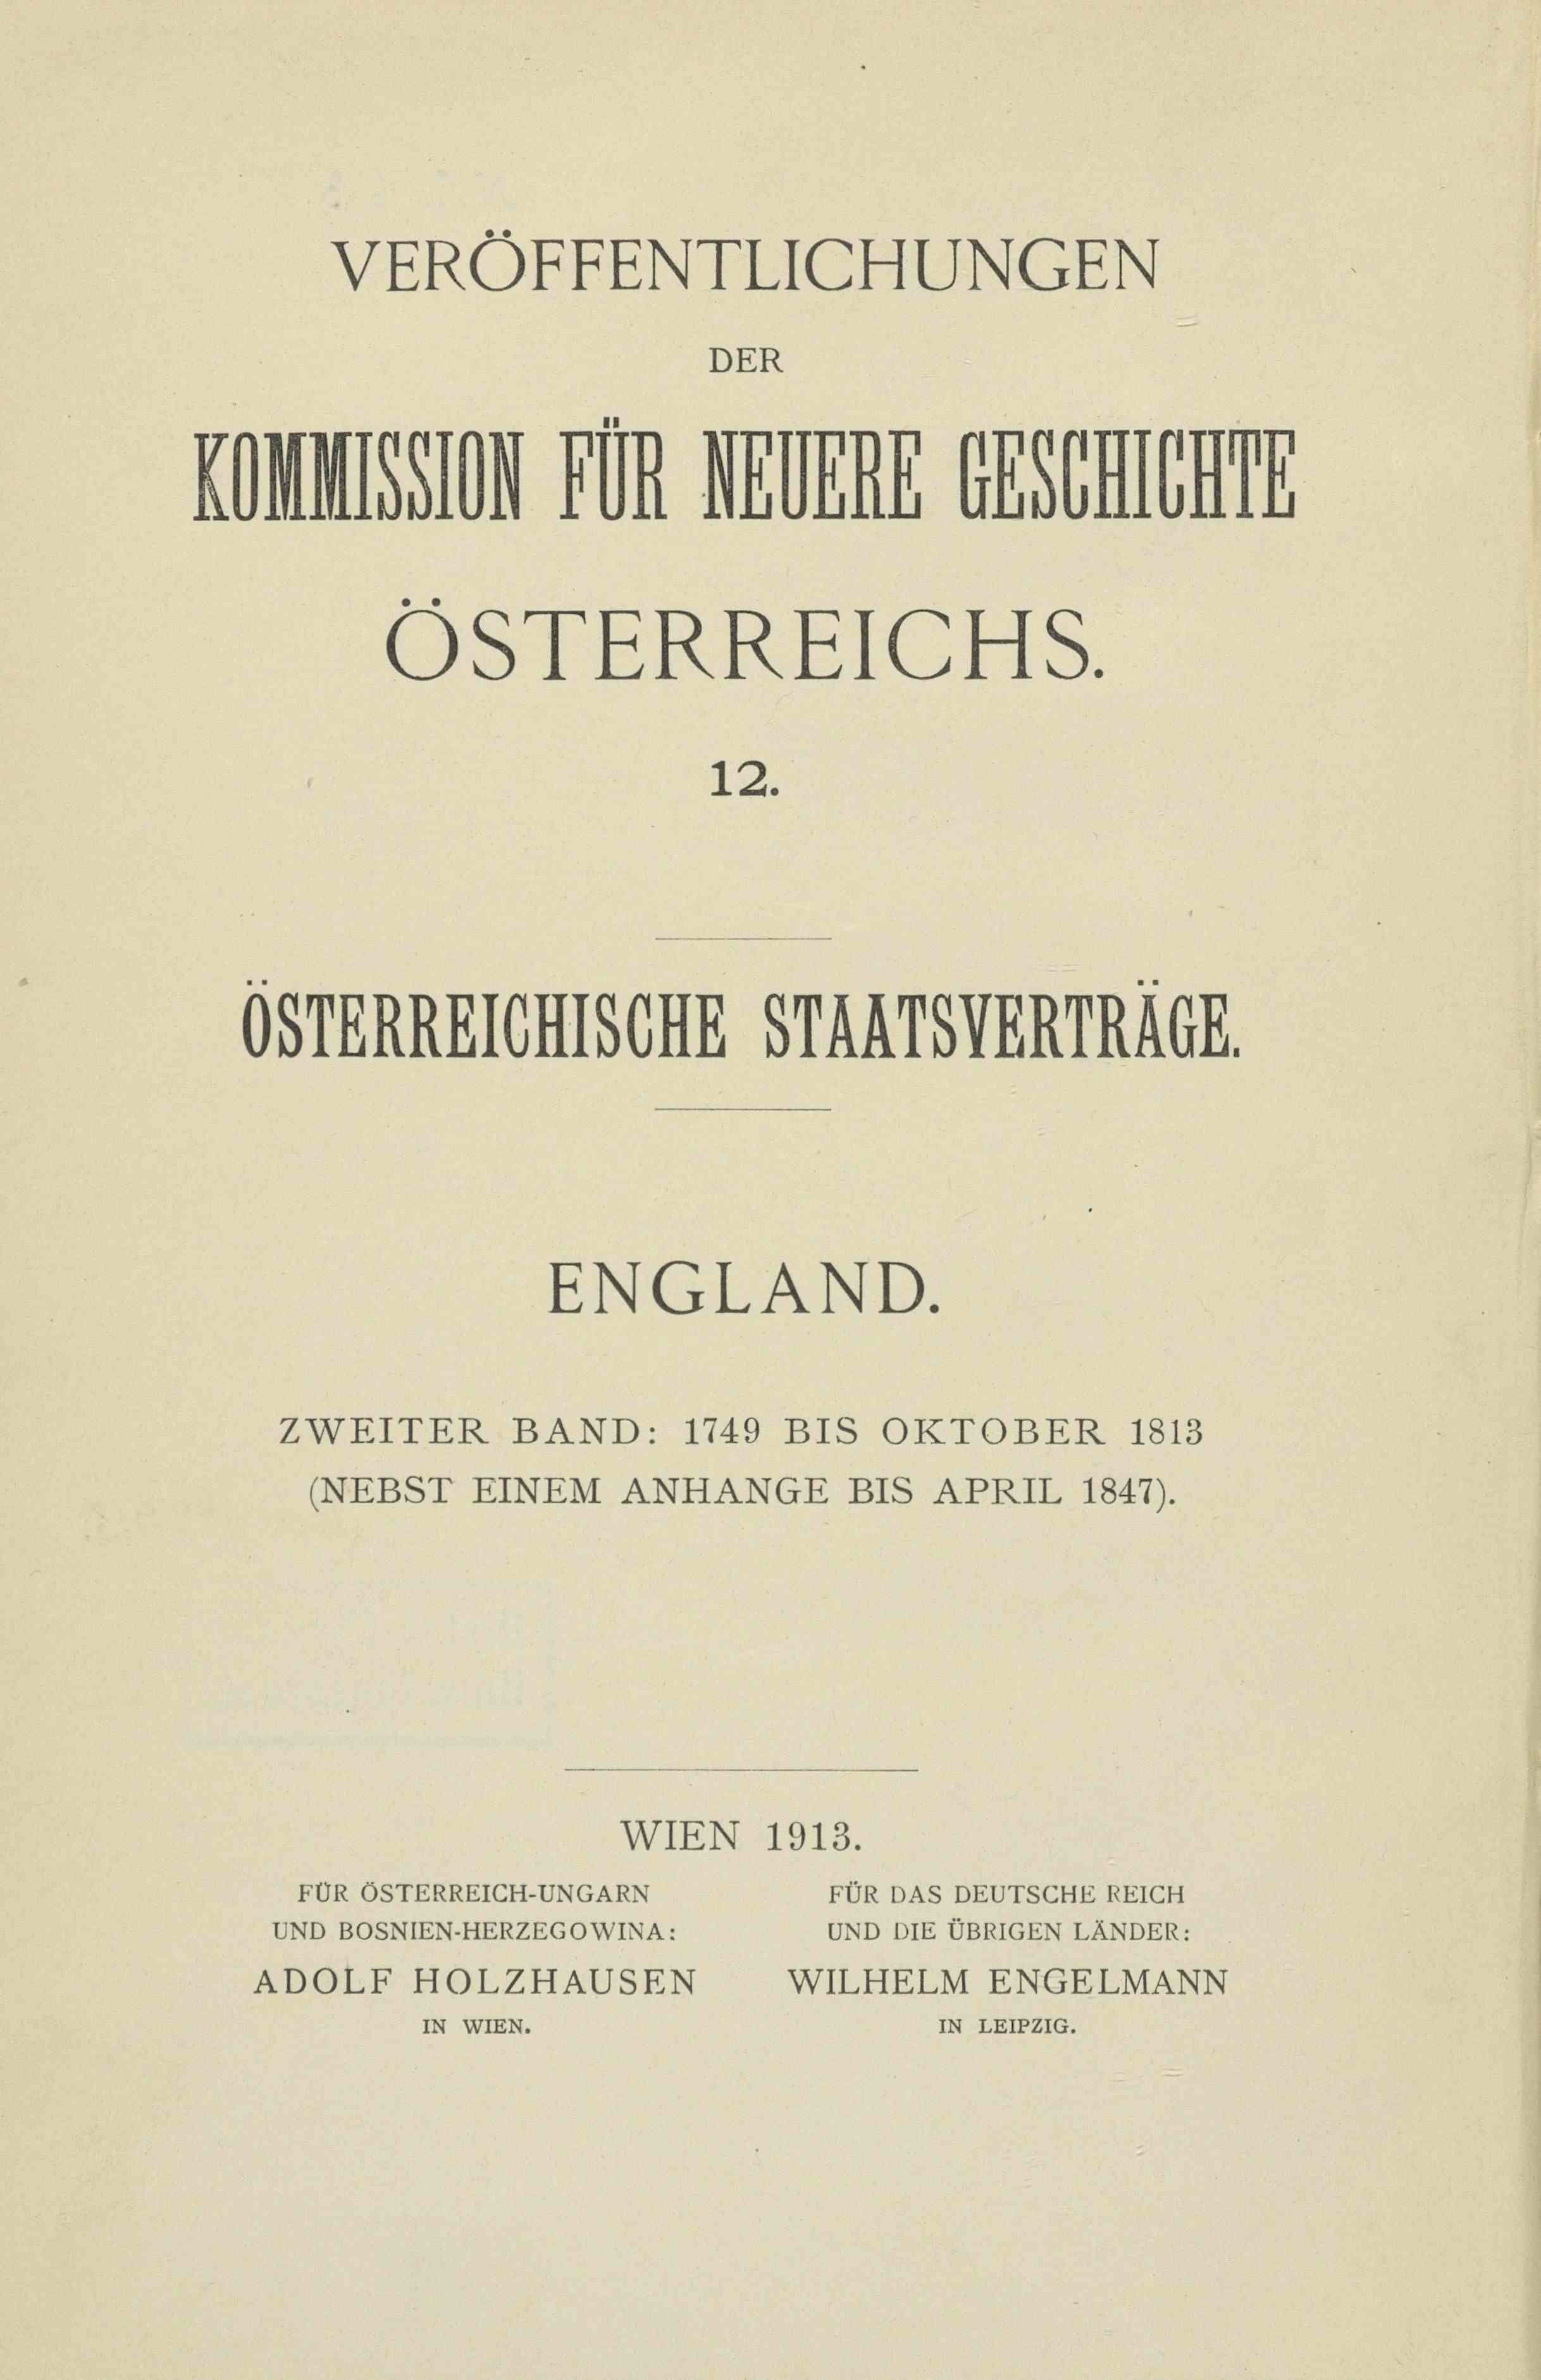 VERÖFFENTLICHUNGEN
DER
KOMMISSION FÜR NEUERE GESCHICHTE
ÖSTERREICHS.
12.
ÖSTERREICHISCHE STAATSVERTRÄGE.
ENGLAND.
ZWEITER BAND: 1749 BIS OKTOBER 1813
(NEBST EINEM ANHANGE BIS APRIL 1847).
WIEN 1913.
FÜR ÖSTERREICH-UNGARN
UND BOSNIEN-HERZEGOWINA:
ADOLF HOLZHAUSEN
IN WIEN.
FÜR DAS DEUTSCHE REICH
UND DIE ÜBRIGEN LÄNDER:
WILHELM ENGELMANN
IN LEIPZIG.